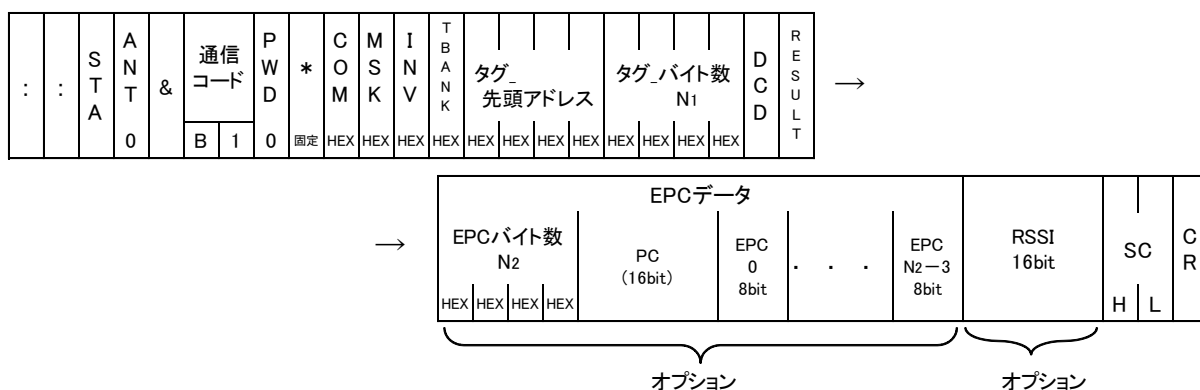 : : STA ANT & 通信コード PWD * COM MSK INV TBANK タグ_先頭アドレス タグ_バイト数 N1 DCD RESULT →
0 B 1 0 固定 HEX HEX HEX HEX HEX HEX HEX HEX HEX HEX HEX HEX
EPCデータ
→ EPCバイト数 N2 PC (16bit) EPC 0 8bit . . . EPC N2-3 8bit RSSI 16bit SC CR
HEX HEX HEX HEX H L
オプション オプション